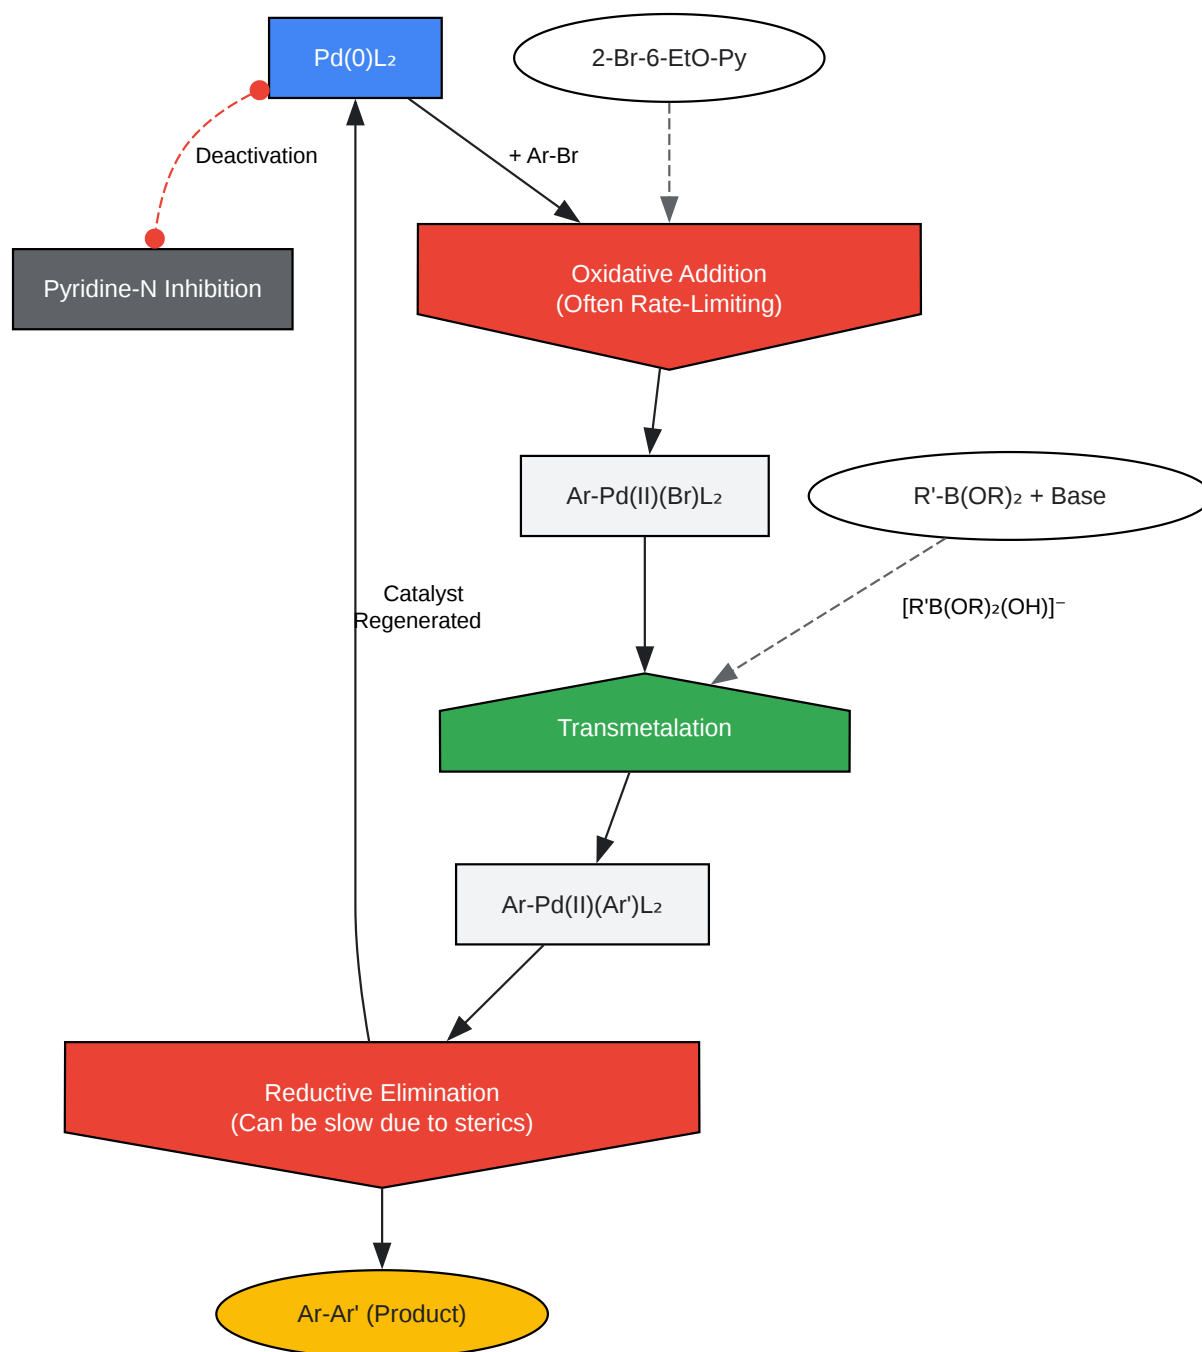 Pd(0)L₂
2-Br-6-EtO-Py
Deactivation
+ Ar-Br
Pyridine-N Inhibition
Oxidative Addition
(Often Rate-Limiting)
Ar-Pd(II)(Br)L₂
R'-B(OR)₂ + Base
Catalyst
Regenerated
[R'B(OR)₂(OH)]⁻
Transmetalation
Ar-Pd(II)(Ar')L₂
Reductive Elimination
(Can be slow due to sterics)
Ar-Ar' (Product)